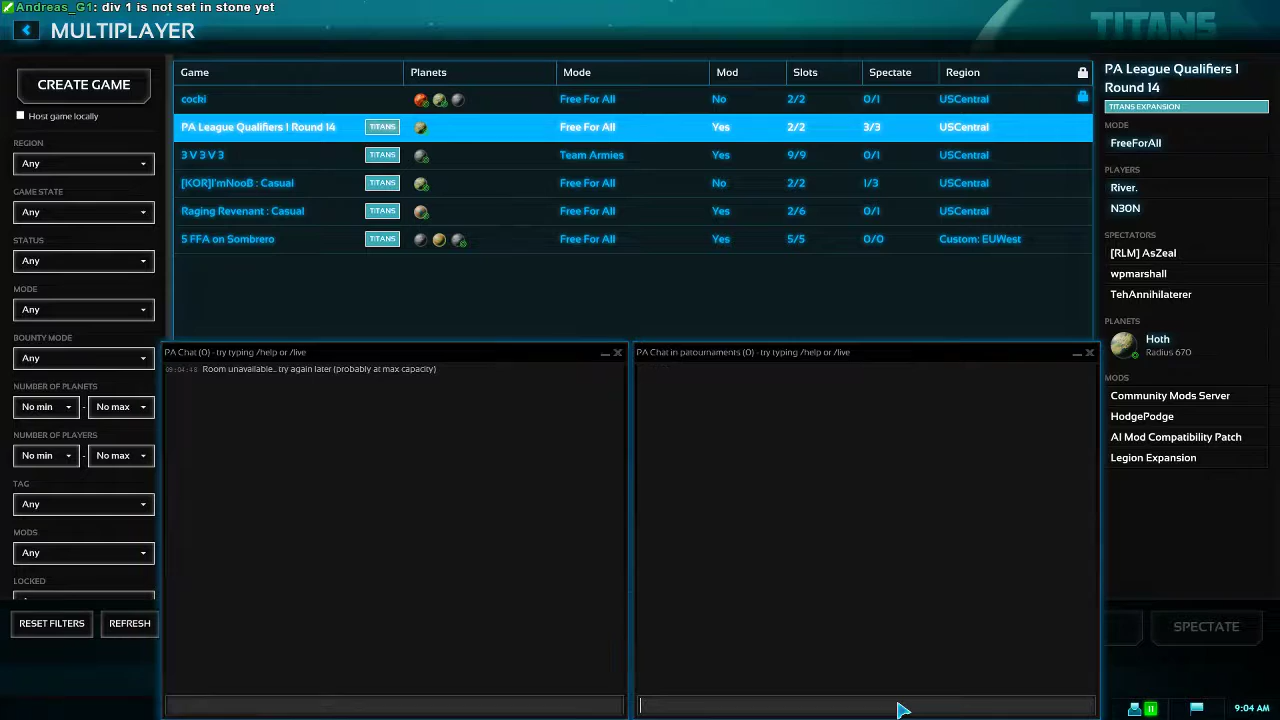 Andreas_G1: div 1 is not set in stone yet
MULTIPLAYER
TITANS
CREATE GAME
Host game locally
REGION
Any
GAME STATE
Any
STATUS
Any
MODE
Any
BOUNTY MODE
Any
NUMBER OF PLANETS
No min - No max
NUMBER OF PLAYERS
No min - No max
TAG
Any
MODS
Any
LOCKED
RESET FILTERS REFRESH
Game Planets Mode Mod Slots Spectate Region
cocki Free For All No 2/2 0/1 USCentral
PA League Qualifiers 1 Round 14 TITANS Free For All Yes 2/2 3/3 USCentral
3 V 3 V 3 TITANS Team Armies Yes 9/9 0/1 USCentral
[KOR]I'mNooB : Casual TITANS Free For All No 2/2 1/3 USCentral
Raging Revenant : Casual TITANS Free For All Yes 2/6 0/1 USCentral
5 FFA on Sombrero TITANS Free For All Yes 5/5 0/0 Custom: EUWest
PA Chat (0) - try typing /help or /live
09:04:48 Room unavailable.. try again later (probably at max capacity)
PA Chat in patournaments (0) - try typing /help or /live
PA League Qualifiers 1
Round 14
TITANS EXPANSION
MODE
FreeForAll
PLAYERS
River.
N3ON
SPECTATORS
[RLM] AsZeal
wpmarshall
TehAnnihilaterer
PLANETS
Hoth
Radius 670
MODS
Community Mods Server
HodgePodge
AI Mod Compatibility Patch
Legion Expansion
SPECTATE
9:04 AM